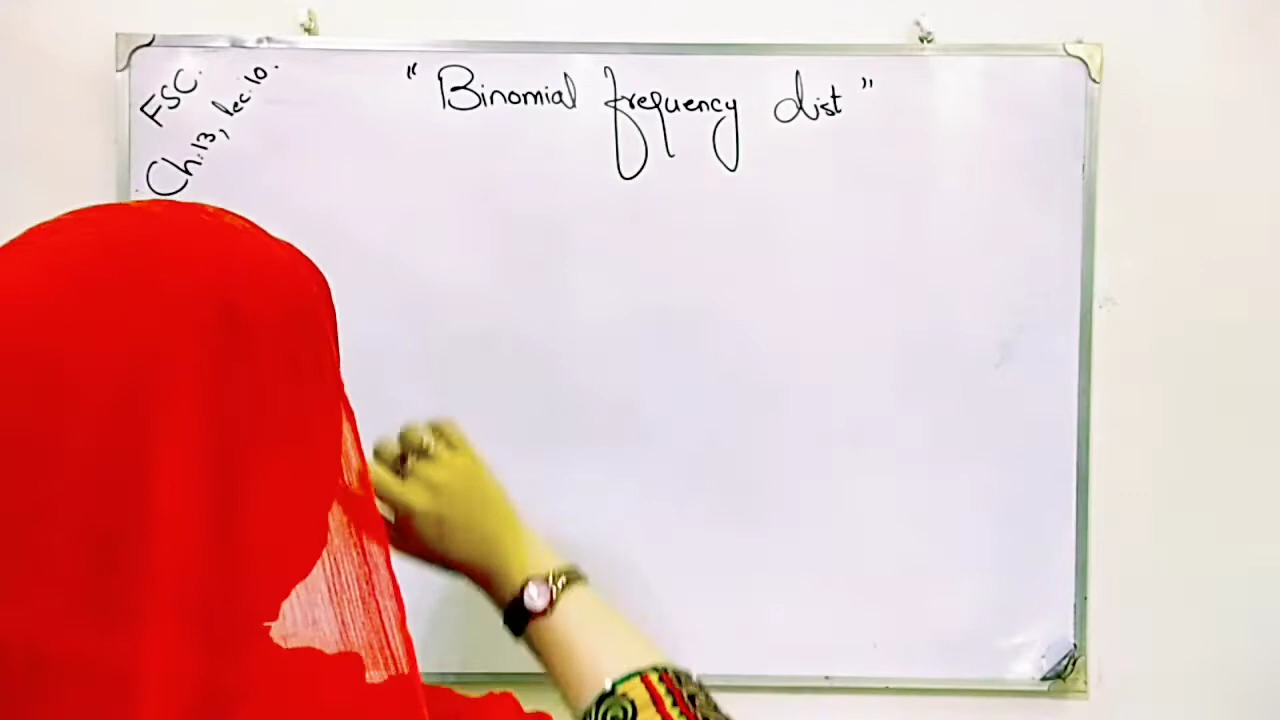 FSC.
Ch.13, lec.10.
"Binomial frequency dist"